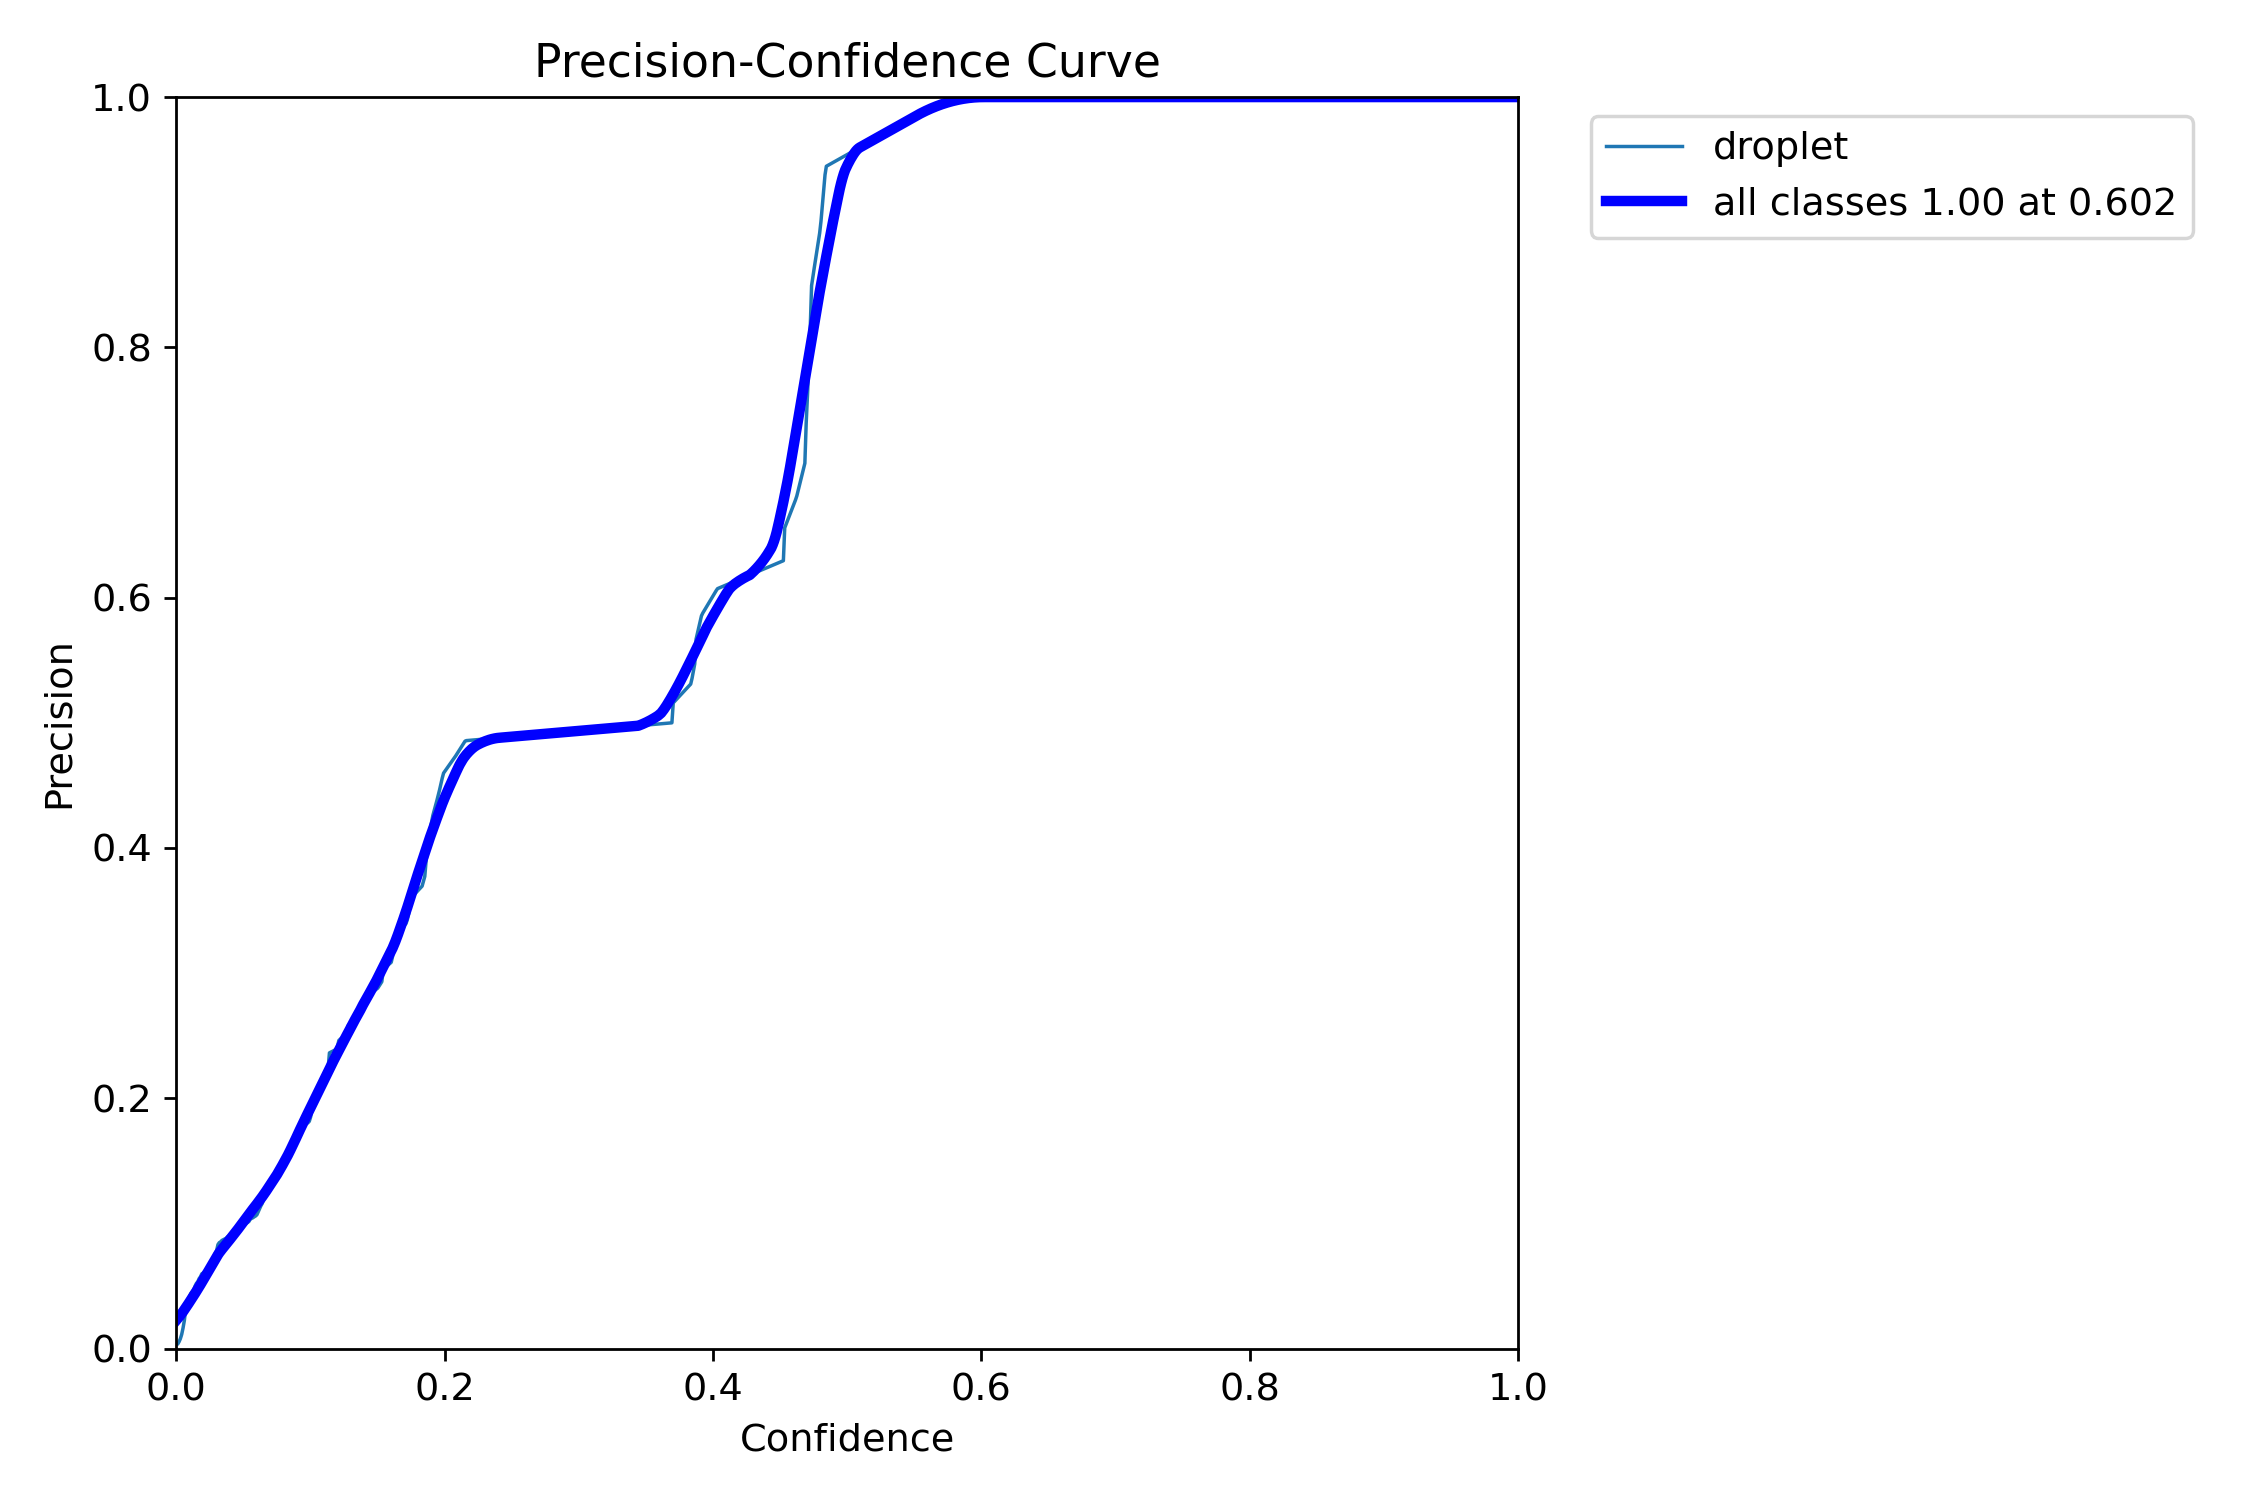 Precision-Confidence Curve
1.0
0.8
0.6
0.4
0.2
0.0
Precision
0.0 0.2 0.4 0.6 0.8 1.0
Confidence
droplet
all classes 1.00 at 0.602